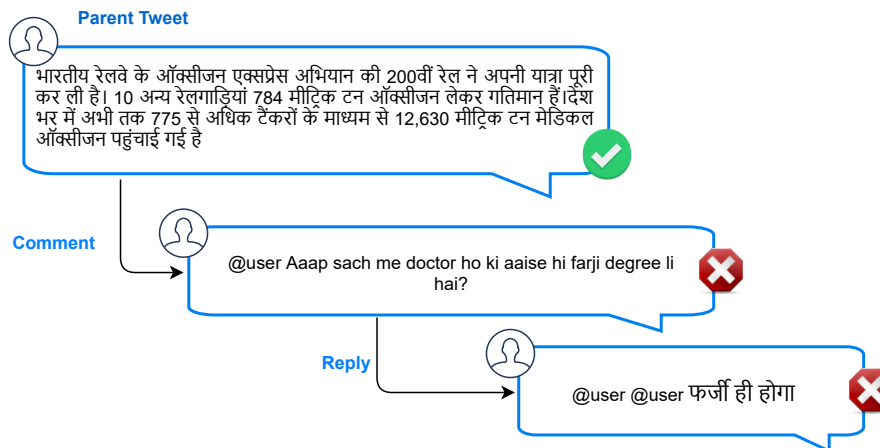 Parent Tweet
भारतीय रेलवे के ऑक्सीजन एक्सप्रेस अभियान की 200वीं रेल ने अपनी यात्रा पूरी
कर ली है। 10 अन्य रेलगाड़ियां 784 मीट्रिक टन ऑक्सीजन लेकर गतिमान हैं।देश
भर में अभी तक 775 से अधिक टैंकरों के माध्यम से 12,630 मीट्रिक टन मेडिकल
ऑक्सीजन पहुंचाई गई है
Comment
@user Aaap sach me doctor ho ki aaise hi farji degree li
hai?
Reply
@user @user फर्जी ही होगा